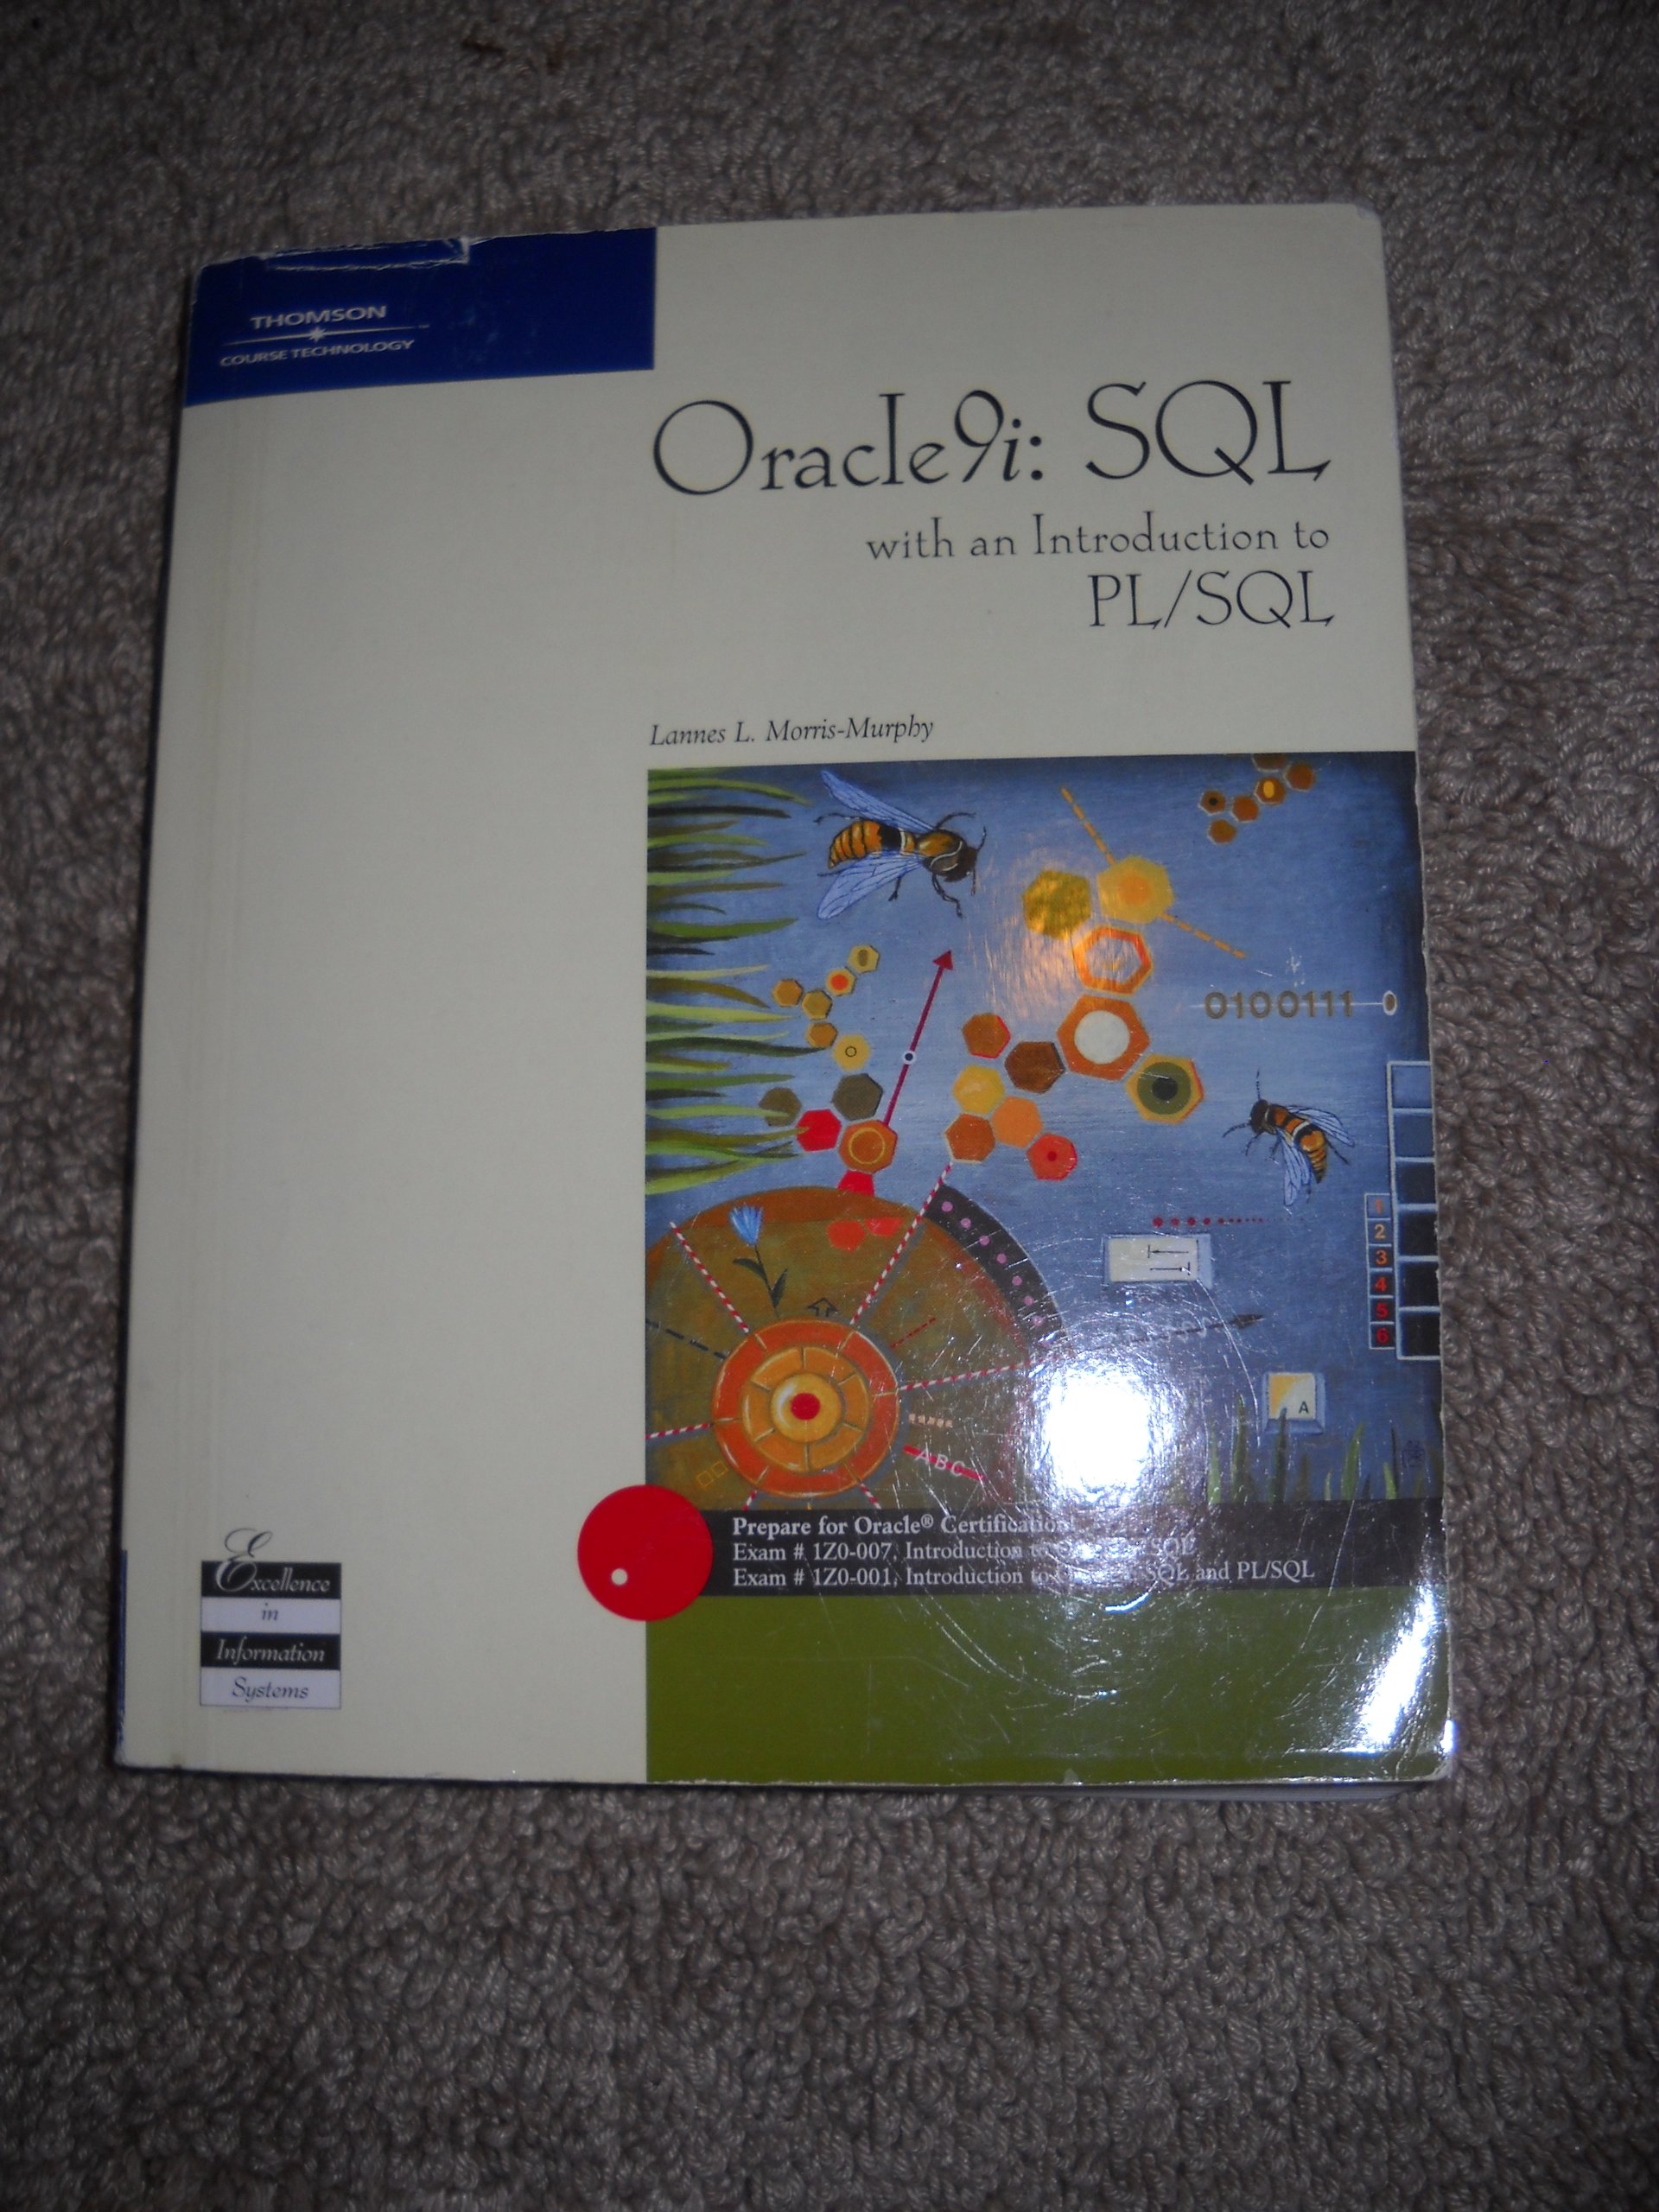 THOMSON
COURSE TECHNOLOGY
Oracle9i: SQL
with an Introduction to
PL/SQL
Lannes L. Morris-Murphy
0100111
1
2
3
4
5
6
A
ABC
Prepare for Oracle® Certification
Exam # 1Z0-007, Introduction to SQL
Exam # 1Z0-001, Introduction to SQL and PL/SQL
Excellence
in
Information
Systems